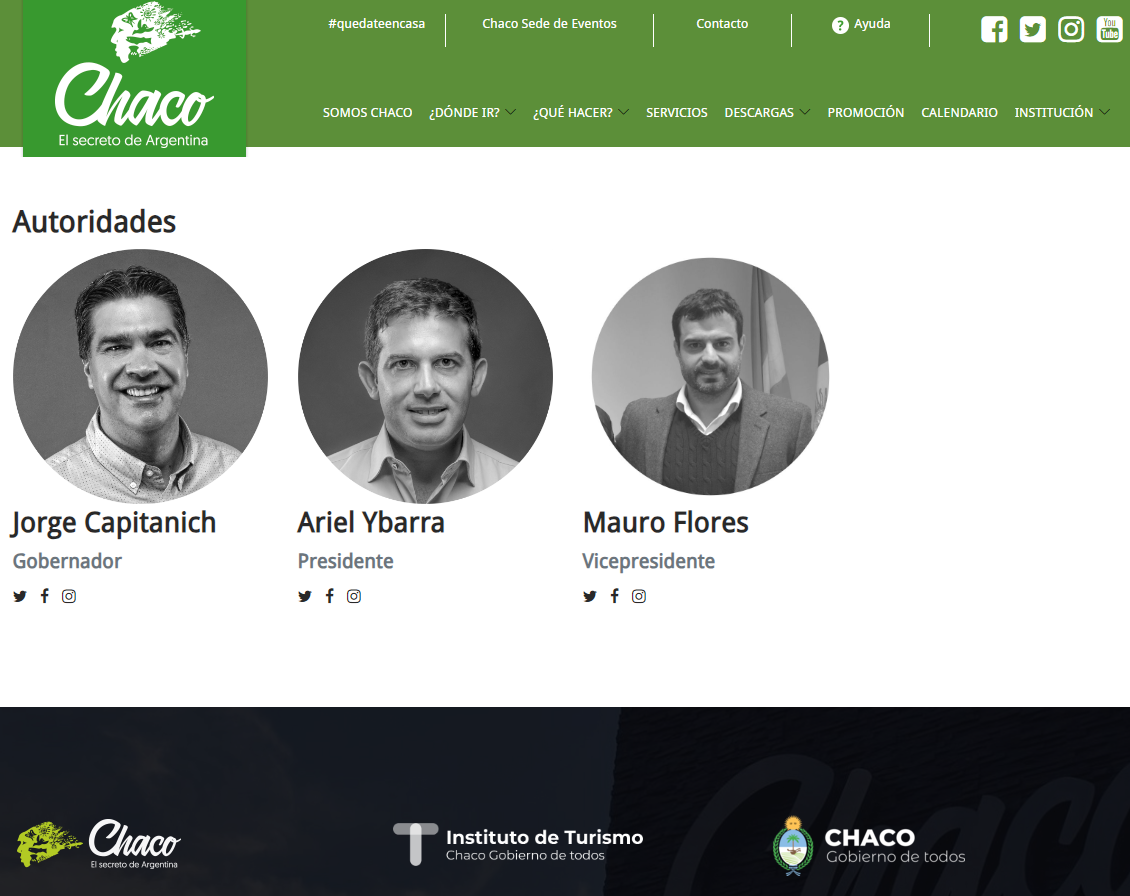 Chaco
El secreto de Argentina
#quedateencasa
Chaco Sede de Eventos
Contacto
? Ayuda
You
Tube
SOMOS CHACO
¿DÓNDE IR?
¿QUÉ HACER?
SERVICIOS
DESCARGAS
PROMOCIÓN
CALENDARIO
INSTITUCIÓN
Autoridades
Jorge Capitanich
Gobernador
Ariel Ybarra
Presidente
Mauro Flores
Vicepresidente
Chaco
Chaco
El secreto de Argentina
T
Instituto de Turismo
Chaco Gobierno de todos
CHACO
Gobierno de todos